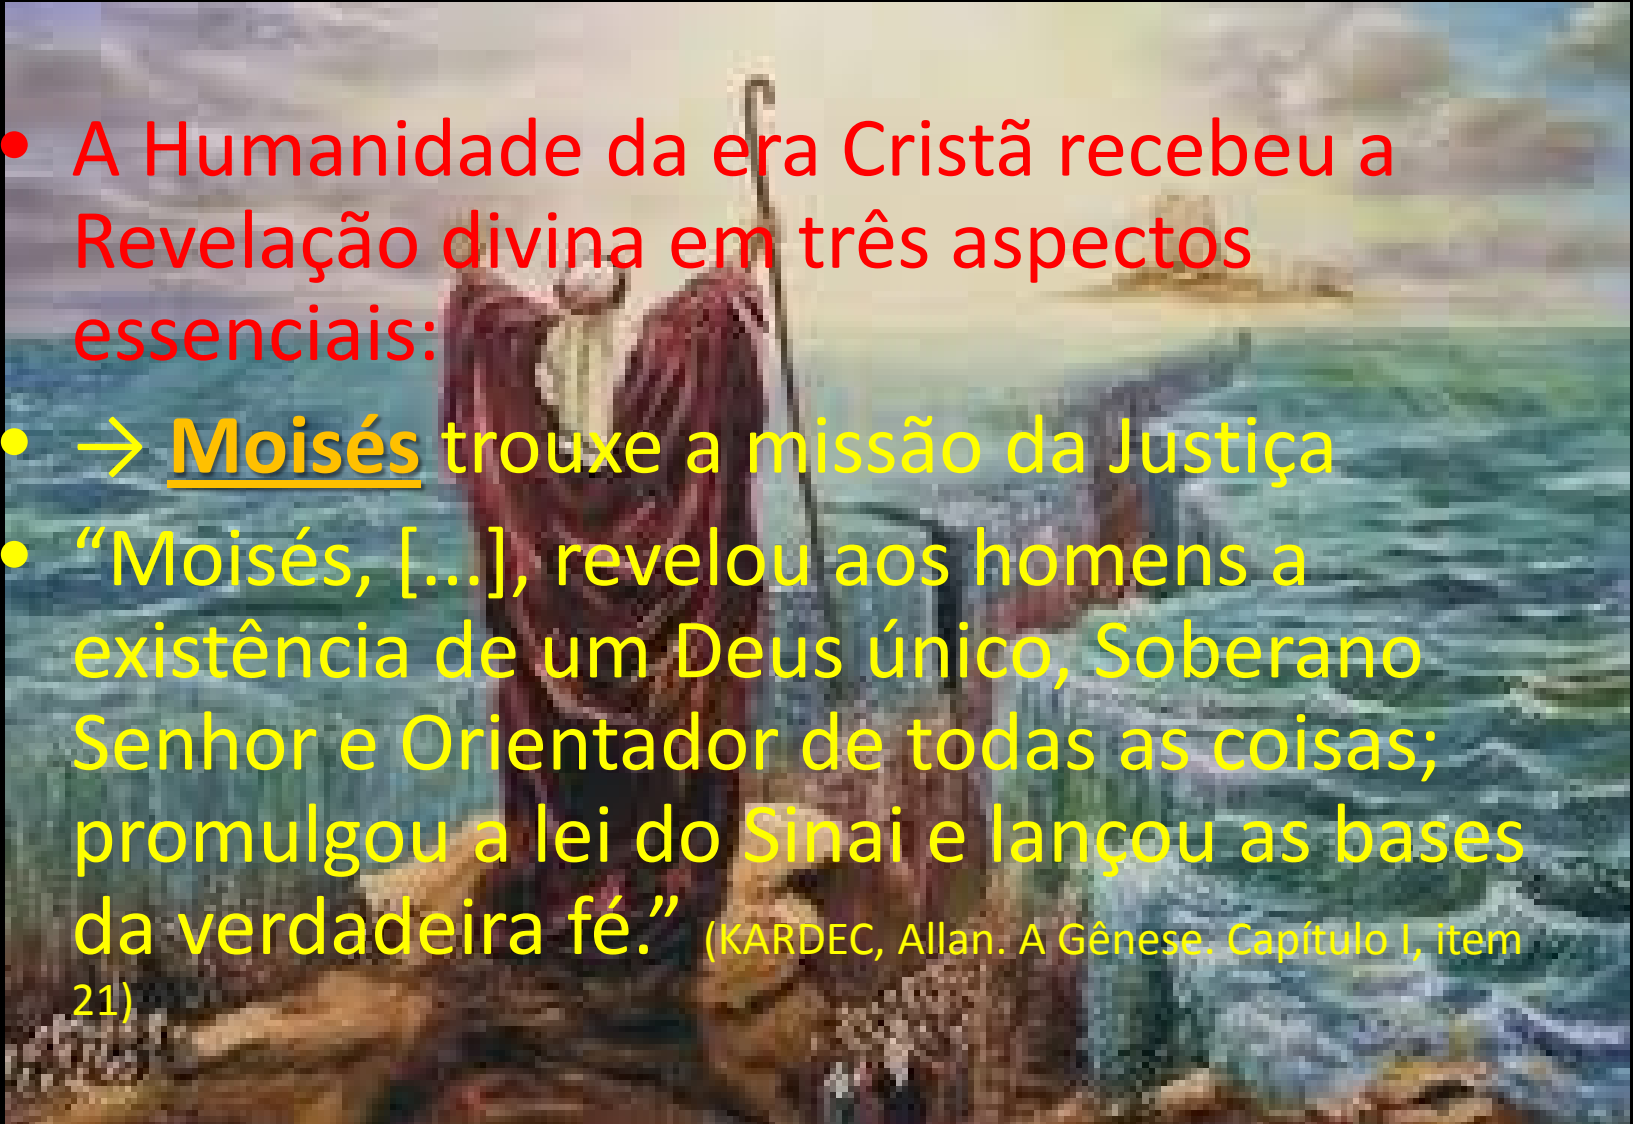 • A Humanidade da era Cristã recebeu a
Revelação divina em três aspectos
essenciais:
• → Moisés trouxe a missão da Justiça
• “Moisés, [...], revelou aos homens a
existência de um Deus único, Soberano
Senhor e Orientador de todas as coisas;
promulgou a lei do Sinai e lançou as bases
da verdadeira fé.” (KARDEC, Allan. A Gênese. Capítulo I, item
21)